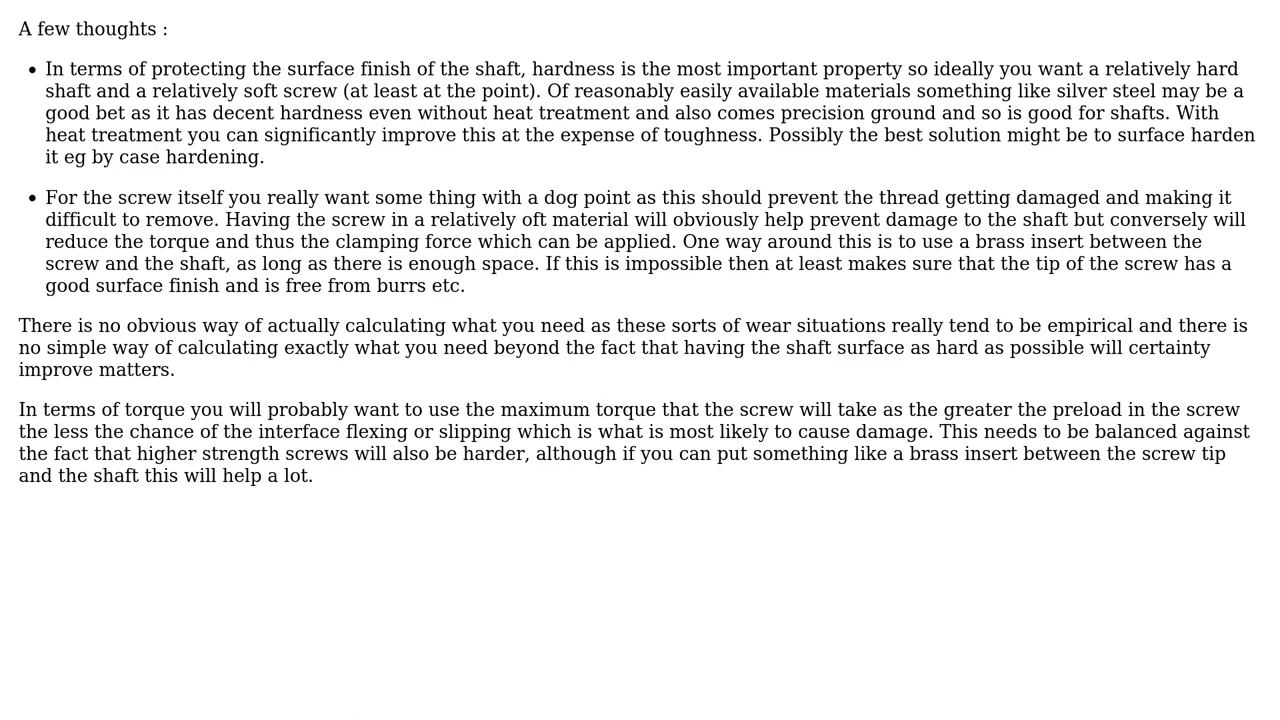 A few thoughts :
• In terms of protecting the surface finish of the shaft, hardness is the most important property so ideally you want a relatively hard
shaft and a relatively soft screw (at least at the point). Of reasonably easily available materials something like silver steel may be a
good bet as it has decent hardness even without heat treatment and also comes precision ground and so is good for shafts. With
heat treatment you can significantly improve this at the expense of toughness. Possibly the best solution might be to surface harden
it eg by case hardening.
• For the screw itself you really want some thing with a dog point as this should prevent the thread getting damaged and making it
difficult to remove. Having the screw in a relatively oft material will obviously help prevent damage to the shaft but conversely will
reduce the torque and thus the clamping force which can be applied. One way around this is to use a brass insert between the
screw and the shaft, as long as there is enough space. If this is impossible then at least makes sure that the tip of the screw has a
good surface finish and is free from burrs etc.
There is no obvious way of actually calculating what you need as these sorts of wear situations really tend to be empirical and there is
no simple way of calculating exactly what you need beyond the fact that having the shaft surface as hard as possible will certainty
improve matters.
In terms of torque you will probably want to use the maximum torque that the screw will take as the greater the preload in the screw
the less the chance of the interface flexing or slipping which is what is most likely to cause damage. This needs to be balanced against
the fact that higher strength screws will also be harder, although if you can put something like a brass insert between the screw tip
and the shaft this will help a lot.